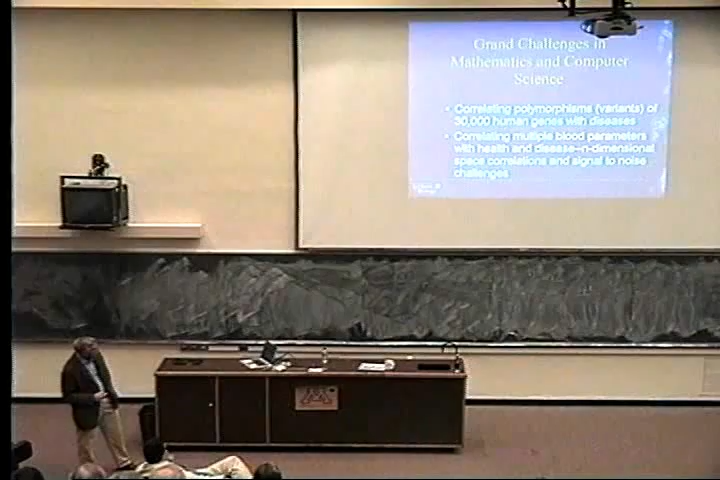 Grand Challenges in
Mathematics and Computer
Science
• Correlating polymorphisms (variants) of
30,000 human genes with diseases
• Correlating multiple blood parameters
with health and disease--n-dimensional
space correlations and signal to noise
challenges